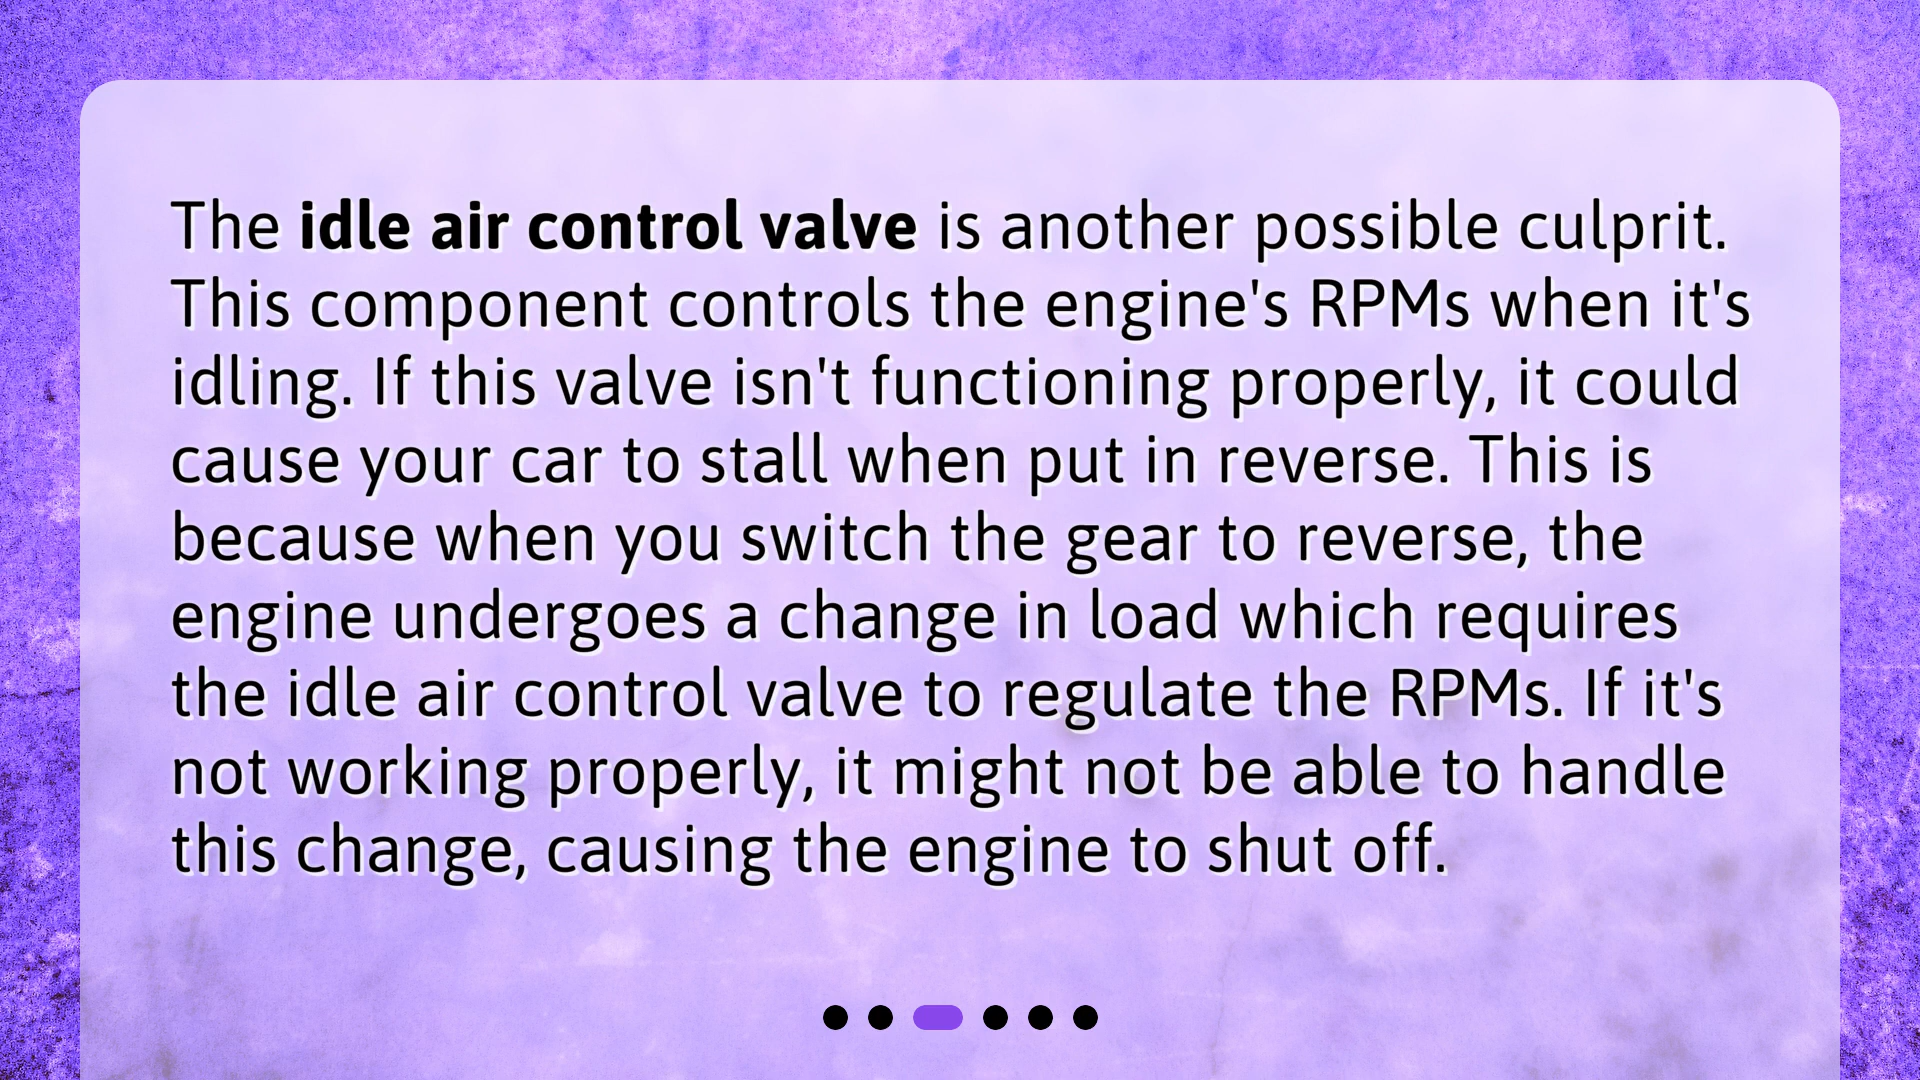 The idle air control valve is another possible culprit.
This component controls the engine's RPMs when it's
idling. If this valve isn't functioning properly, it could
cause your car to stall when put in reverse. This is
because when you switch the gear to reverse, the
engine undergoes a change in load which requires
the idle air control valve to regulate the RPMs. If it's
not working properly, it might not be able to handle
this change, causing the engine to shut off.